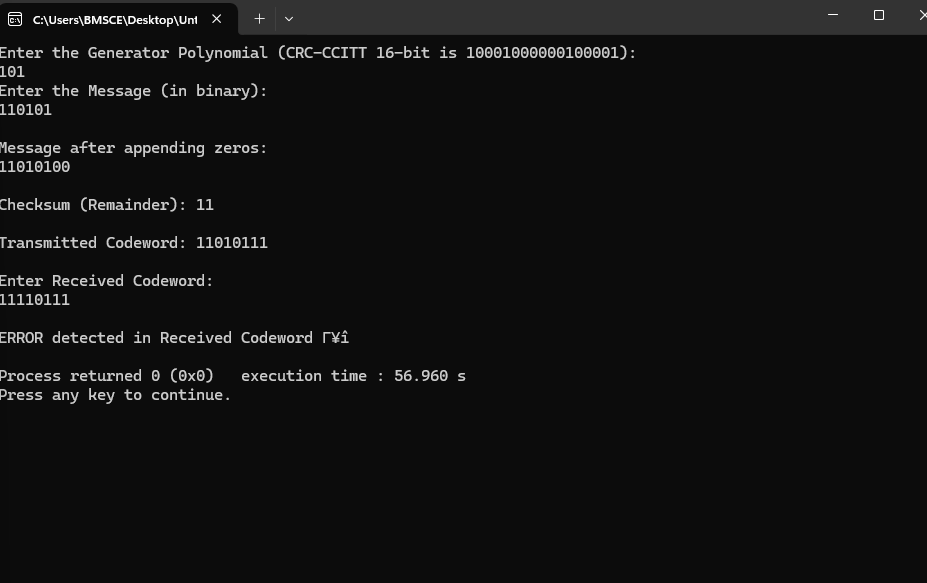 C:\Users\BMSCE\Desktop\Unt
Enter the Generator Polynomial (CRC-CCITT 16-bit is 10001000000100001):
101
Enter the Message (in binary):
110101
Message after appending zeros:
11010100
Checksum (Remainder): 11
Transmitted Codeword: 11010111
Enter Received Codeword:
11110111
ERROR detected in Received Codeword Γ¥î
Process returned 0 (0x0)   execution time : 56.960 s
Press any key to continue.